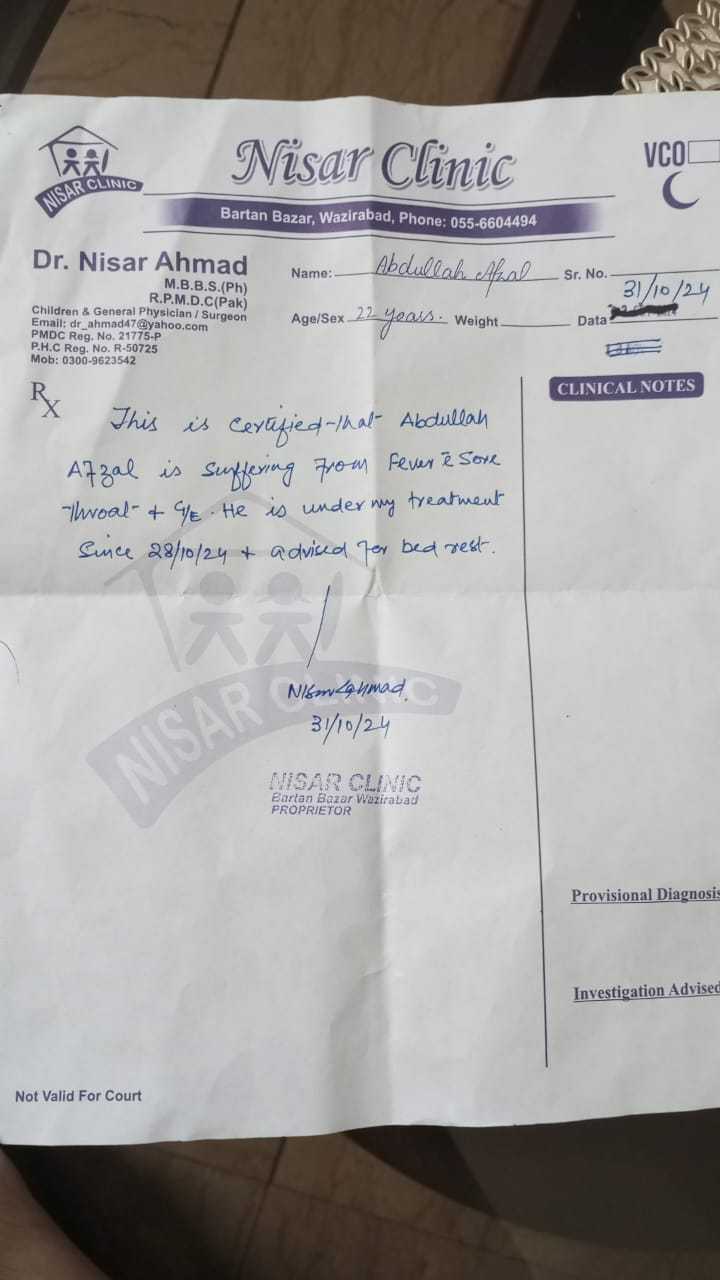 NISAR CLINIC
Nisar Clinic
VCO
Bartan Bazar, Wazirabad, Phone: 055-6604494
Dr. Nisar Ahmad
M.B.B.S.(Ph)
R.P.M.D.C(Pak)
Children & General Physician / Surgeon
Email: dr_ahmad47@yahoo.com
PMDC Reg. No. 21775-P
P.H.C Reg. No. R-50725
Mob: 0300-9623542
Name: Abdullah Afzal Sr. No.
Age/Sex 22 years. Weight Data 31/10/24
Rx
CLINICAL NOTES
This is certified that Abdullah
Afzal is suffering from Fever c̄ Sore
Throat + G/E. He is under my treatment
Since 28/10/24 + advised for bed rest.
NISAR CLINIC
Nisar Ahmad
31/10/24
NISAR CLINIC
Bartan Bazar Wazirabad
PROPRIETOR
Provisional Diagnosis
Investigation Advised
Not Valid For Court